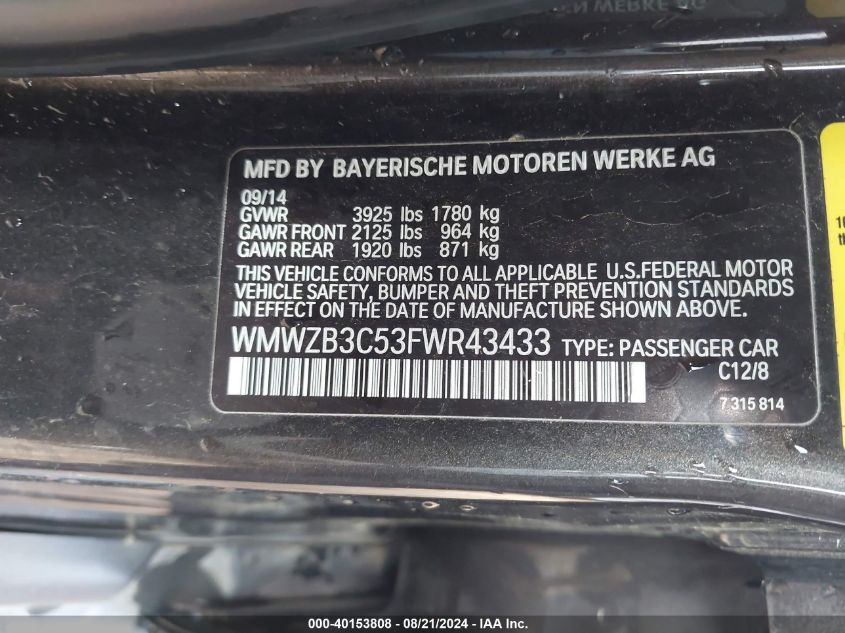 N WERKE AG
MFD BY BAYERISCHE MOTOREN WERKE AG
09/14
GVWR 3925 lbs 1780 kg
GAWR FRONT 2125 lbs 964 kg
GAWR REAR 1920 lbs 871 kg
THIS VEHICLE CONFORMS TO ALL APPLICABLE U.S.FEDERAL MOTOR
VEHICLE SAFETY, BUMPER AND THEFT PREVENTION STANDARDS
IN EFFECT ON THE DATE OF MANUFACTURE SHOWN ABOVE.
WMWZB3C53FWR43433 TYPE: PASSENGER CAR
C12/8
7 315 814
000-40153808 - 08/21/2024 - IAA Inc.